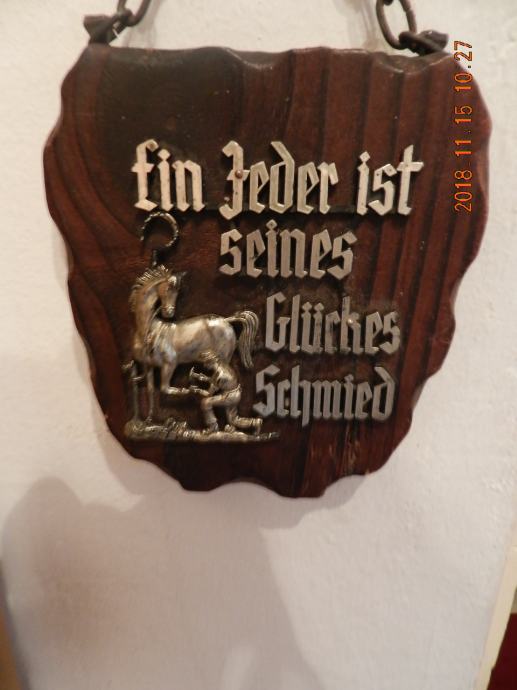 Ein Jeder ist
seines
Glückes
Schmied
2018 11.15 10:27